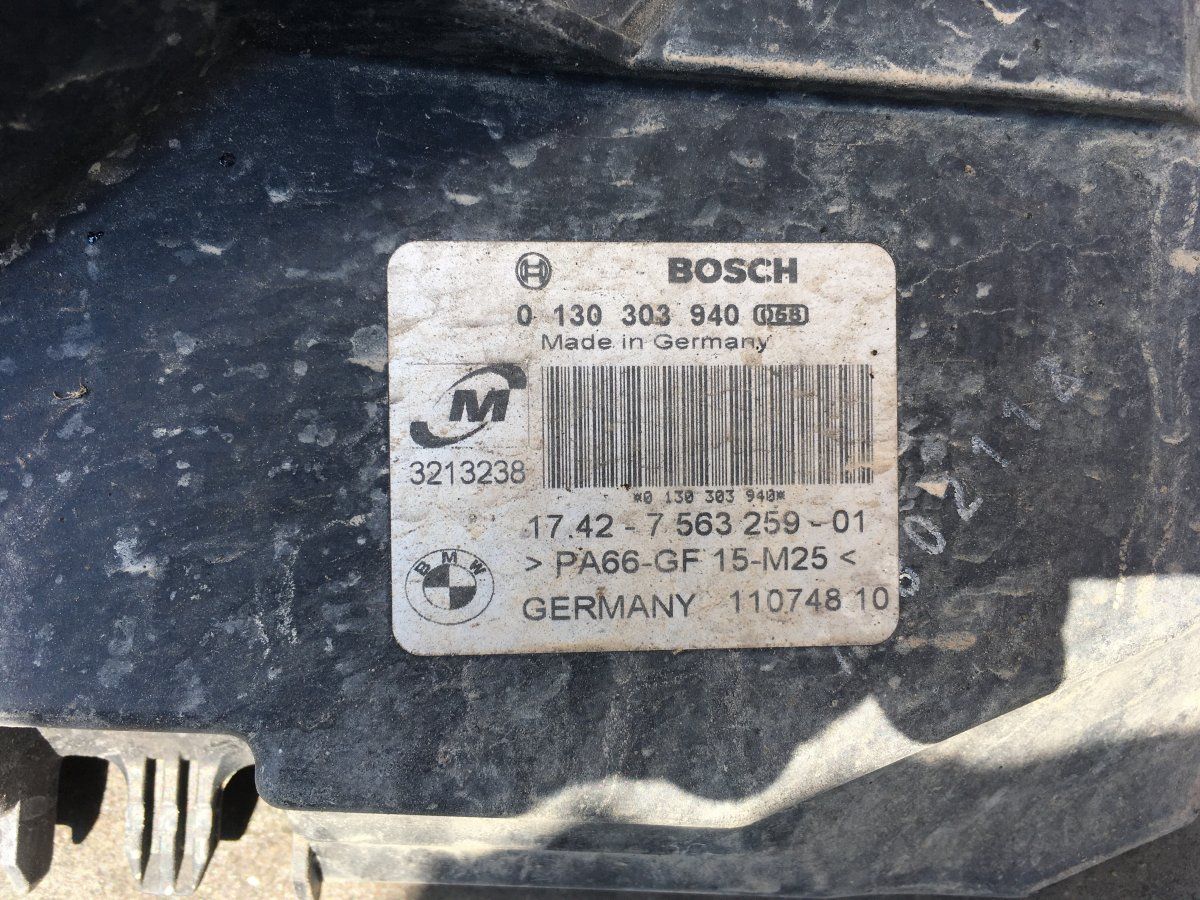 BOSCH
0 130 303 940 058
Made in Germany
M
3213238
*0 130 303 940*
17.42 - 7 563 259 - 01
BMW
> PA66-GF 15-M25 <
GERMANY 110748 10